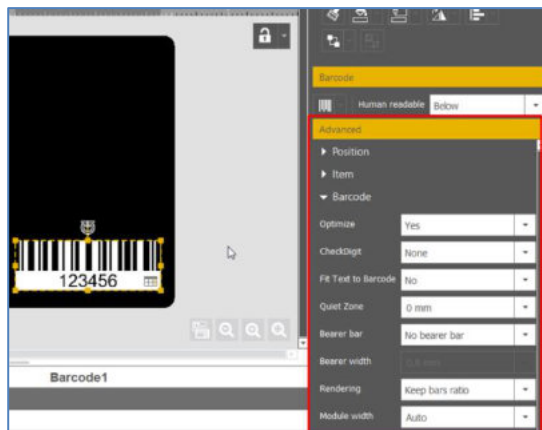 Barcode
Human readable Below
Advanced
Position
Item
Barcode
Optimize Yes
CheckDigit None
Fit Text to Barcode No
Quiet Zone 0 mm
Bearer bar No bearer bar
Bearer width
Rendering Keep bars ratio
Module width Auto
123456
Barcode1